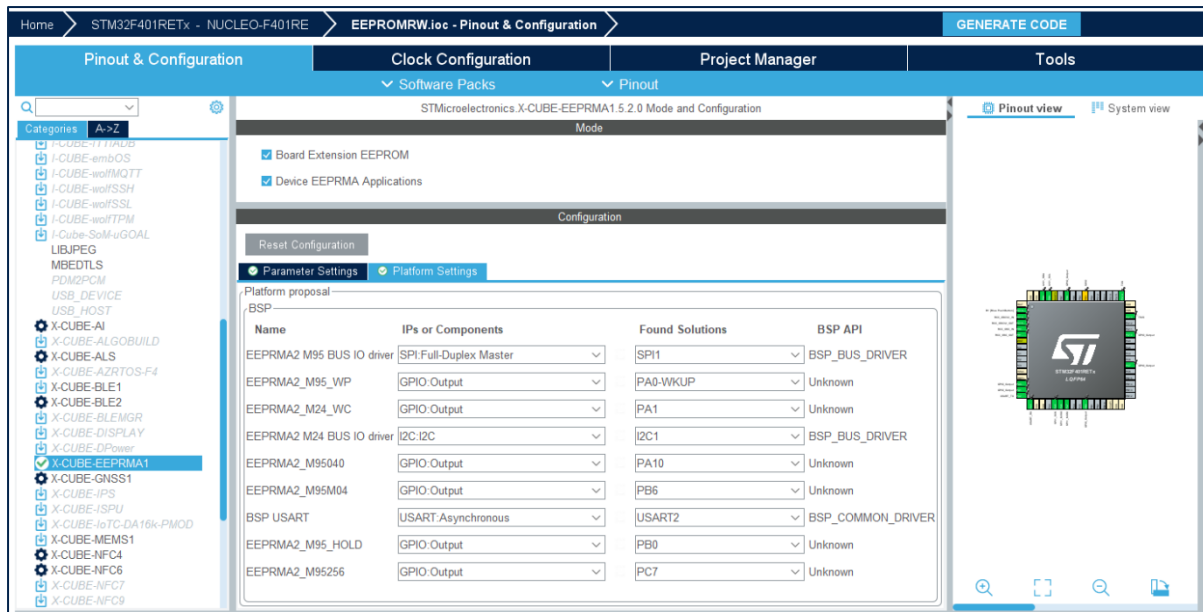 Home STM32F401RETx - NUCLEO-F401RE EEPROMRW.ioc - Pinout & Configuration GENERATE CODE
Pinout & Configuration Clock Configuration Project Manager Tools
Software Packs Pinout
STMicroelectronics.X-CUBE-EEPRMA1.5.2.0 Mode and Configuration
Categories A->Z
I-CUBE-ITTIADB
I-CUBE-embOS
I-CUBE-wolfMQTT
I-CUBE-wolfSSH
I-CUBE-wolfSSL
I-CUBE-wolfTPM
I-Cube-SoM-uGOAL
LIBJPEG
MBEDTLS
PDM2PCM
USB_DEVICE
USB_HOST
X-CUBE-AI
X-CUBE-ALGOBUILD
X-CUBE-ALS
X-CUBE-AZRTOS-F4
X-CUBE-BLE1
X-CUBE-BLE2
X-CUBE-BLEMGR
X-CUBE-DISPLAY
X-CUBE-DPower
X-CUBE-EEPRMA1
X-CUBE-GNSS1
X-CUBE-IPS
X-CUBE-ISPU
X-CUBE-IoTC-DA16k-PMOD
X-CUBE-MEMS1
X-CUBE-NFC4
X-CUBE-NFC6
X-CUBE-NFC7
X-CUBE-NFC9
Mode
Board Extension EEPROM
Device EEPRMA Applications
Configuration
Reset Configuration
Parameter Settings Platform Settings
Platform proposal
BSP
Name IPs or Components Found Solutions BSP API
EEPRMA2 M95 BUS IO driver SPI:Full-Duplex Master SPI1 BSP_BUS_DRIVER
EEPRMA2_M95_WP GPIO:Output PA0-WKUP Unknown
EEPRMA2_M24_WC GPIO:Output PA1 Unknown
EEPRMA2 M24 BUS IO driver I2C:I2C I2C1 BSP_BUS_DRIVER
EEPRMA2_M95040 GPIO:Output PA10 Unknown
EEPRMA2_M95M04 GPIO:Output PB6 Unknown
BSP USART USART:Asynchronous USART2 BSP_COMMON_DRIVER
EEPRMA2_M95_HOLD GPIO:Output PB0 Unknown
EEPRMA2_M95256 GPIO:Output PC7 Unknown
Pinout view System view
STM32F401RETx
LQFP64